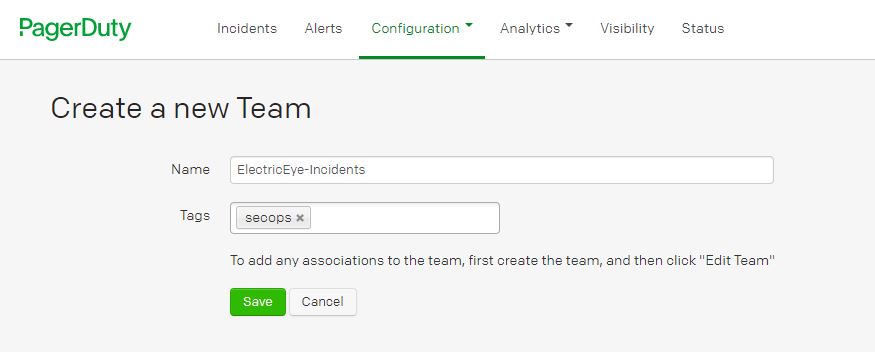 PagerDuty Incidents Alerts Configuration Analytics Visibility Status
Create a new Team
Name ElectricEye-Incidents
Tags secops ×
To add any associations to the team, first create the team, and then click "Edit Team"
Save Cancel